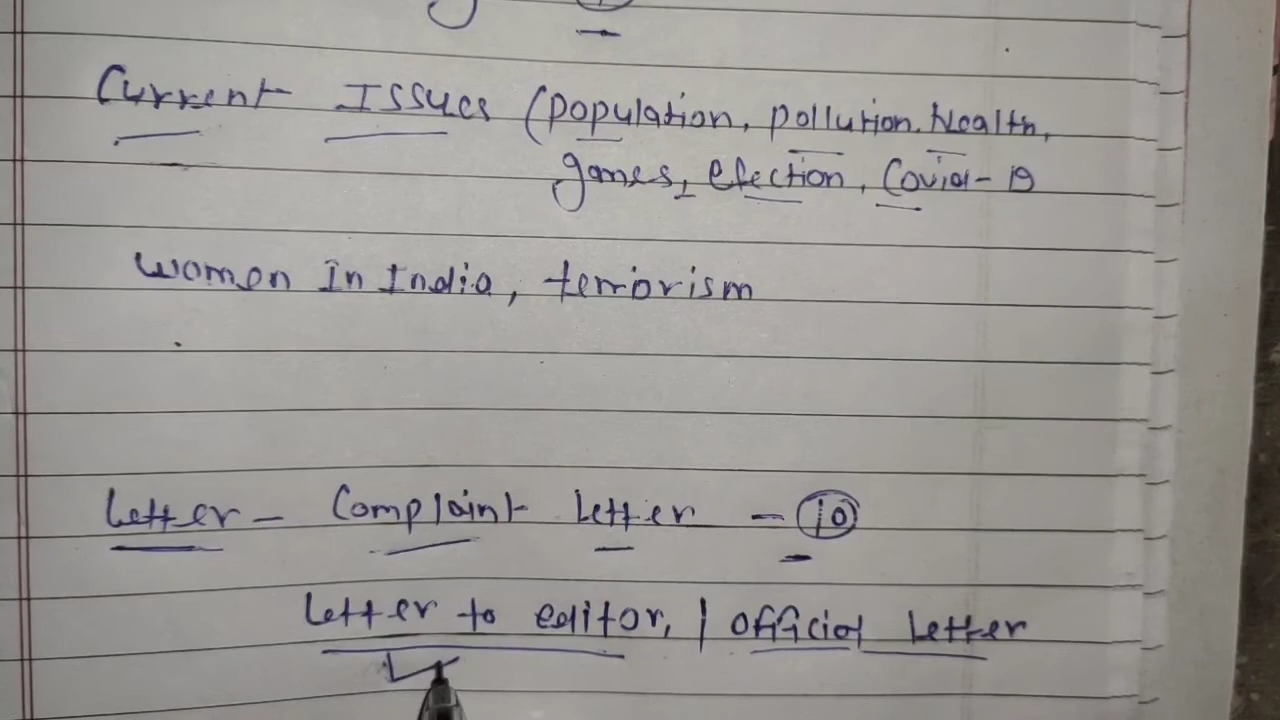 Current Issues (population, pollution. Health,
games, election, Covid-19
women In India, terriorism
Letter - Complaint Letter - 10
Letter to editor, / official Letter